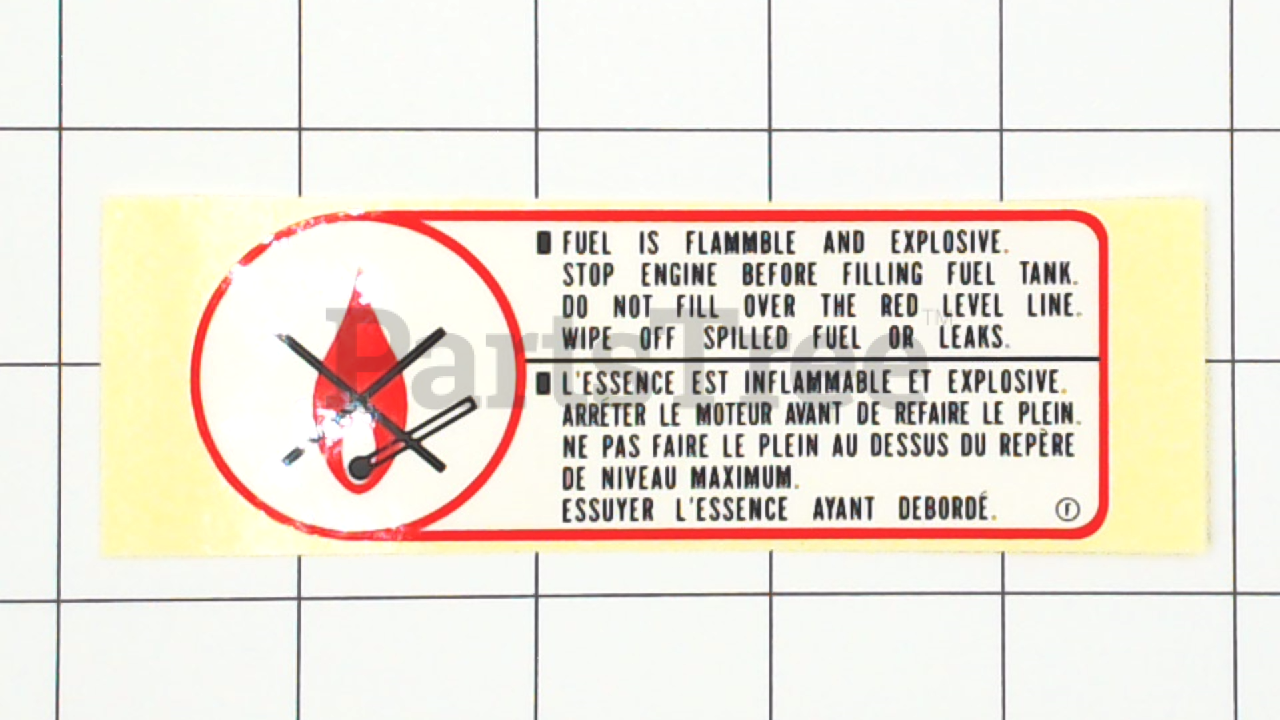 FUEL IS FLAMMBLE AND EXPLOSIVE.
STOP ENGINE BEFORE FILLING FUEL TANK.
DO NOT FILL OVER THE RED LEVEL LINE.
WIPE OFF SPILLED FUEL OR LEAKS.
L'ESSENCE EST INFLAMMABLE ET EXPLOSIVE.
ARRÊTER LE MOTEUR AVANT DE REFAIRE LE PLEIN.
NE PAS FAIRE LE PLEIN AU DESSUS DU REPÈRE
DE NIVEAU MAXIMUM.
ESSUYER L'ESSENCE AYANT DEBORDÉ.
r
PartsTree™